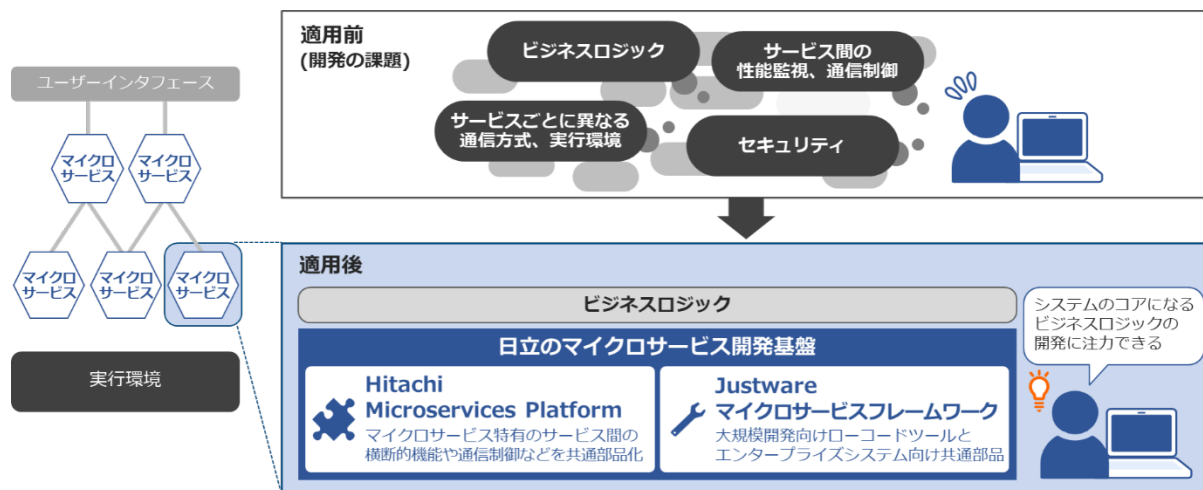 ユーザーインタフェース
マイクロ
サービス
マイクロ
サービス
マイクロ
サービス
マイクロ
サービス
マイクロ
サービス
実行環境
適用前
(開発の課題)
ビジネスロジック
サービス間の
性能監視、通信制御
サービスごとに異なる
通信方式、実行環境
セキュリティ
適用後
ビジネスロジック
日立のマイクロサービス開発基盤
Hitachi
Microservices Platform
マイクロサービス特有のサービス間の
横断的機能や通信制御などを共通部品化
Justware
マイクロサービスフレームワーク
大規模開発向けローコードツールと
エンタープライズシステム向け共通部品
システムのコアになる
ビジネスロジックの
開発に注力できる